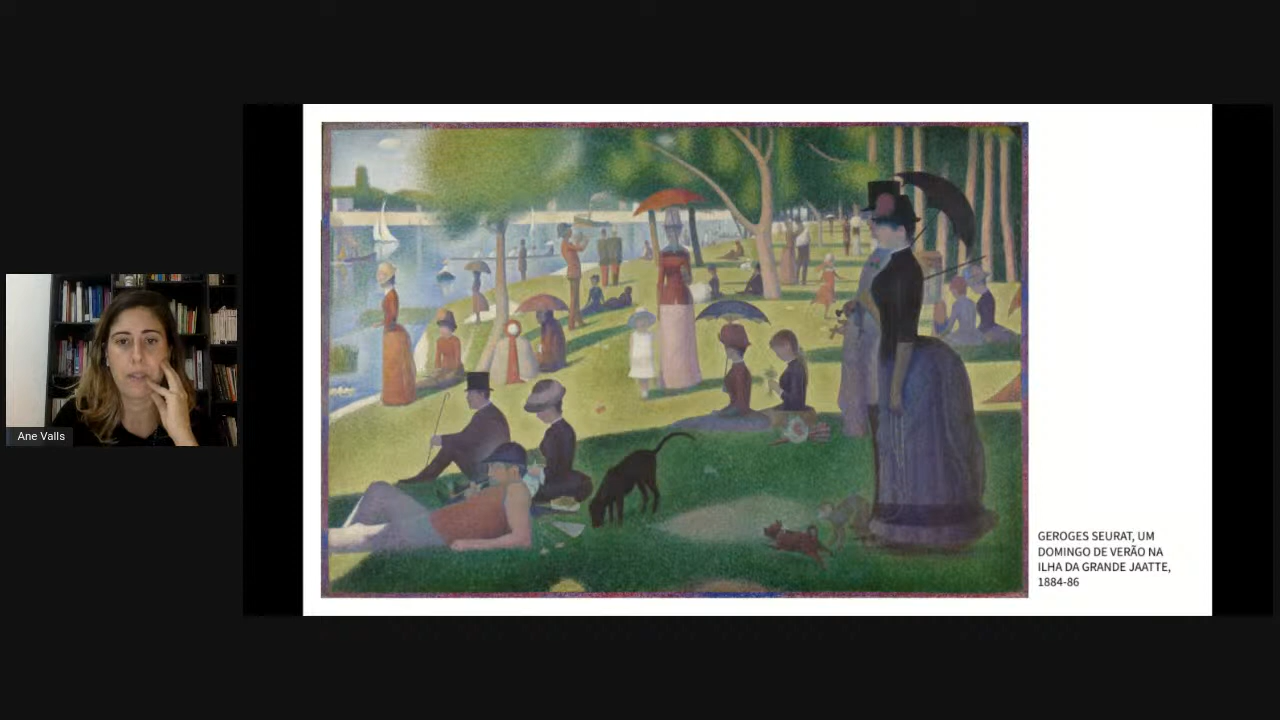 Ane Valls
GEROGES SEURAT, UM
DOMINGO DE VERÃO NA
ILHA DA GRANDE JAATTE,
1884-86